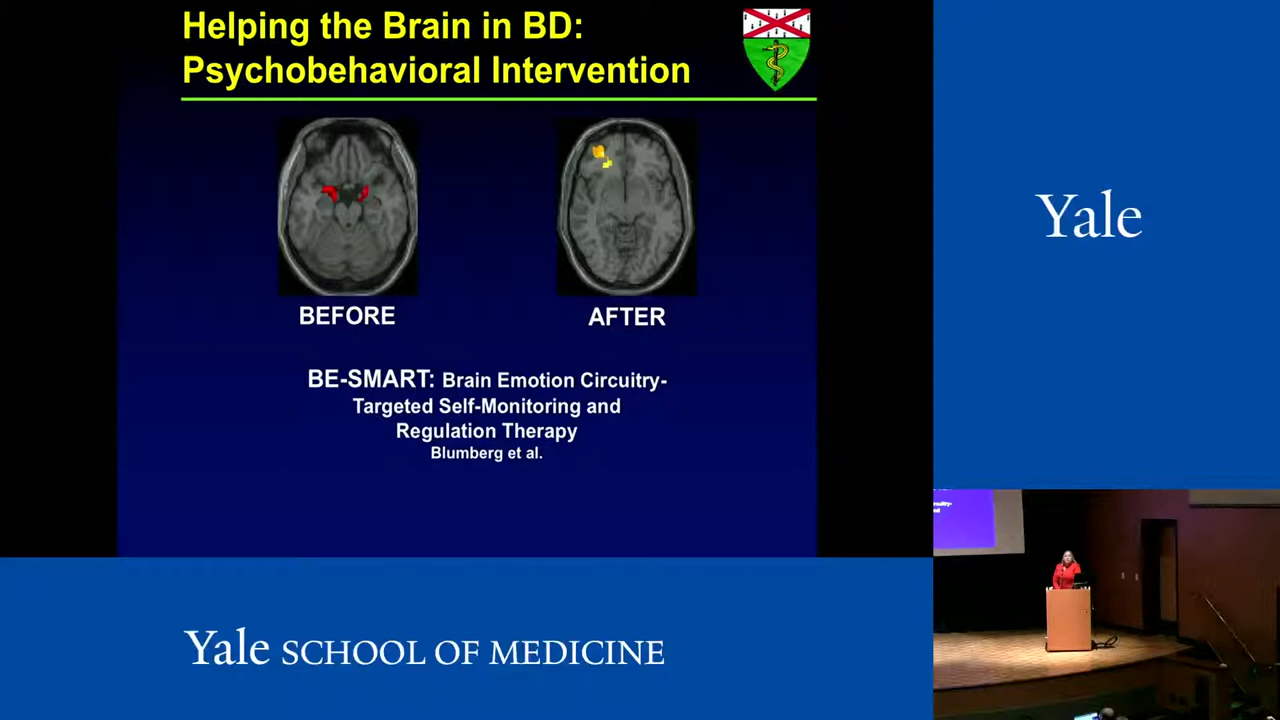 Helping the Brain in BD:
Psychobehavioral Intervention
BEFORE
AFTER
BE-SMART: Brain Emotion Circuitry-
Targeted Self-Monitoring and
Regulation Therapy
Blumberg et al.
Yale
Yale SCHOOL OF MEDICINE